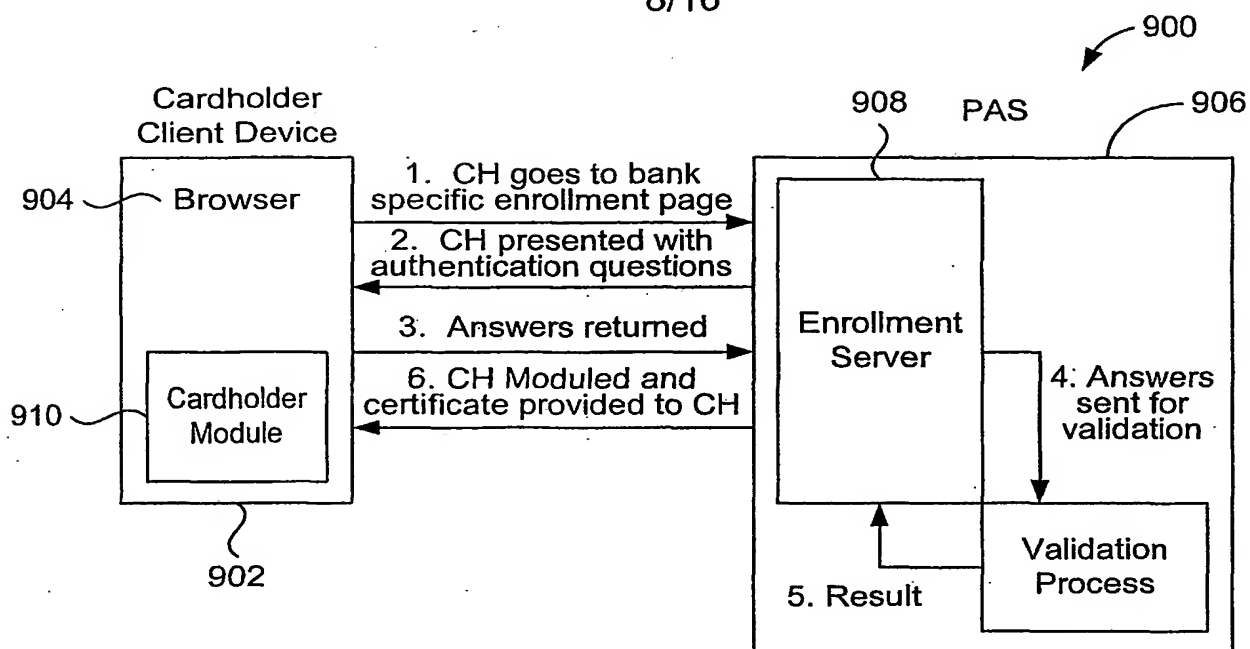 8/16
900
Cardholder
Client Device
908
PAS
906
904
Browser
1. CH goes to bank
specific enrollment page
2. CH presented with
authentication questions
3. Answers returned
6. CH Moduled and
certificate provided to CH
910
Cardholder
Module
902
Enrollment
Server
4. Answers
sent for
validation
5. Result
Validation
Process